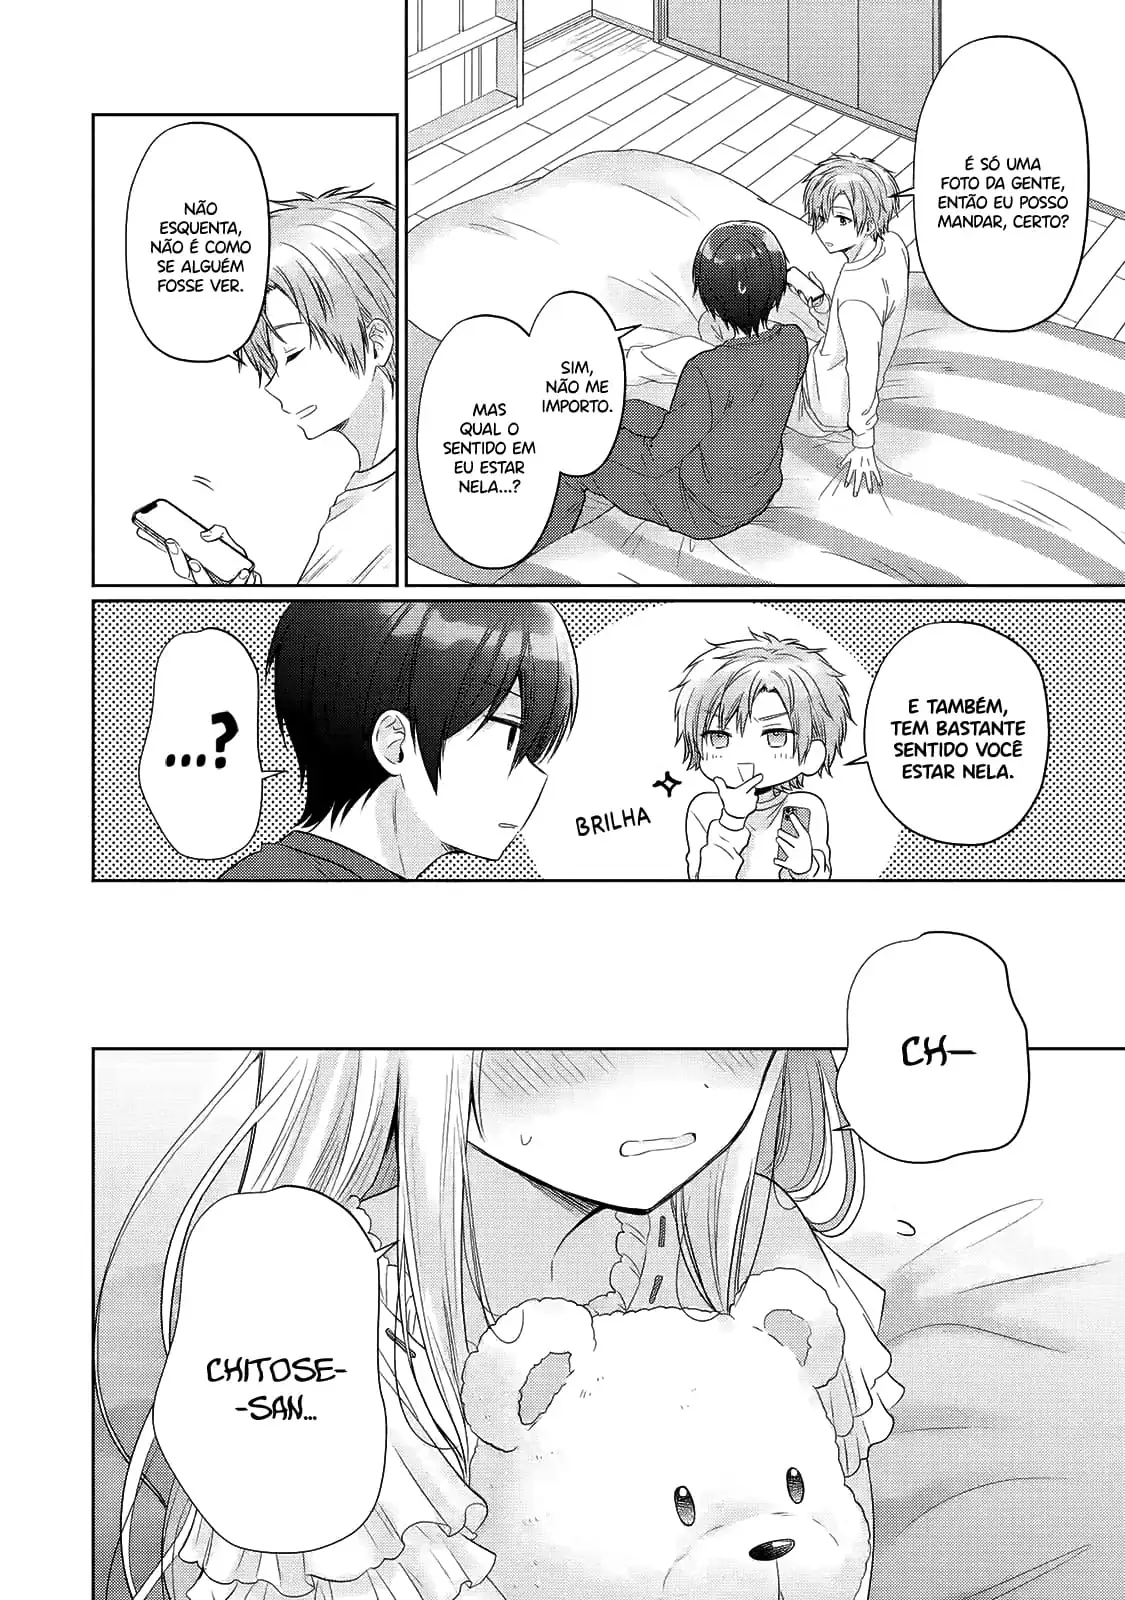 É SÓ UMA
FOTO DA GENTE,
ENTÃO EU POSSO
MANDAR, CERTO?
SIM,
NÃO ME
IMPORTO.
MAS
QUAL O
SENTIDO EM
EU ESTAR
NELA...?
NÃO
ESQUENTA,
NÃO É COMO
SE ALGUÉM
FOSSE VER.
E TAMBÉM,
TEM BASTANTE
SENTIDO VOCÊ
ESTAR NELA.
BRILHA
...?
CH—
CHITOSE-
-SAN...